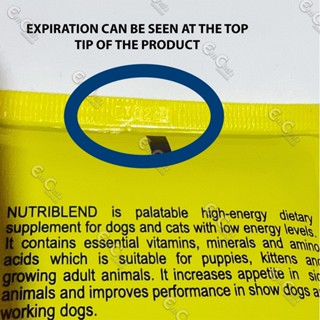 EXPIRATION CAN BE SEEN AT THE TOP
TIP OF THE PRODUCT
NUTRIBLEND is palatable high-energy dietary
supplement for dogs and cats with low energy levels.
It contains essential vitamins, minerals and amino
acids which is suitable for puppies, kittens and
growing adult animals. It increases appetite in
animals and improves performance in show dogs
working dogs.